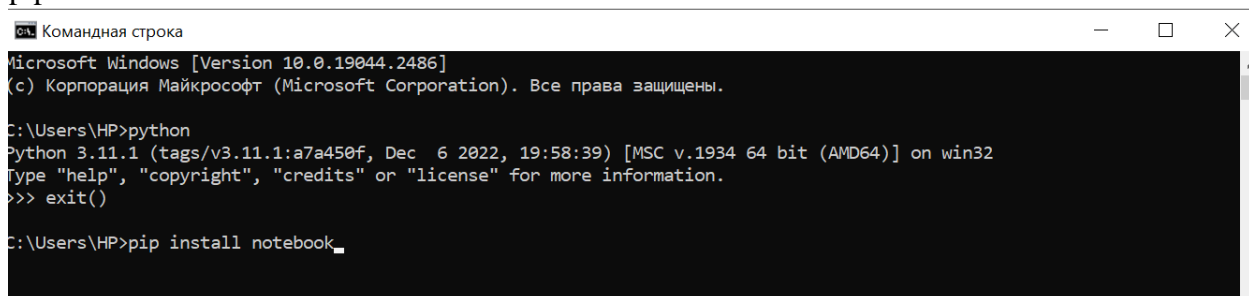 Командная строка
Microsoft Windows [Version 10.0.19044.2486]
(c) Корпорация Майкрософт (Microsoft Corporation). Все права защищены.
C:\Users\HP>python
Python 3.11.1 (tags/v3.11.1:a7a450f, Dec  6 2022, 19:58:39) [MSC v.1934 64 bit (AMD64)] on win32
Type "help", "copyright", "credits" or "license" for more information.
>>> exit()
C:\Users\HP>pip install notebook